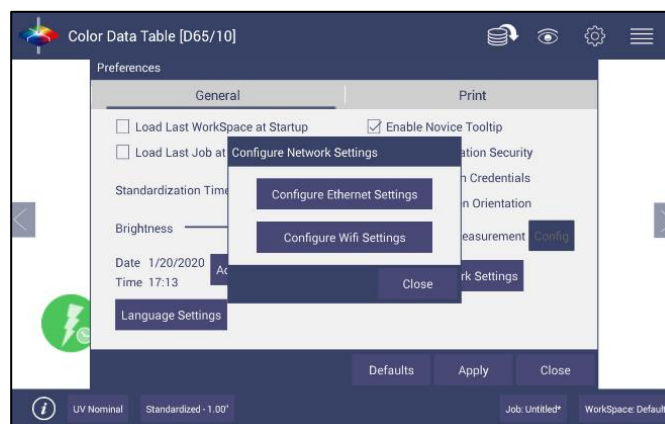 Color Data Table [D65/10]
Preferences
General
Print
Load Last WorkSpace at Startup
Enable Novice Tooltip
Load Last Job at
Configure Network Settings
Security
Credentials
Standardization Time
Configure Ethernet Settings
Orientation
Brightness
Configure Wifi Settings
Config
Date 1/20/2020
Time 17:13
Close
Settings
Language Settings
Defaults
Apply
Close
UV Nominal
Standardized - 1.00"
Job: Untitled*
WorkSpace: Default